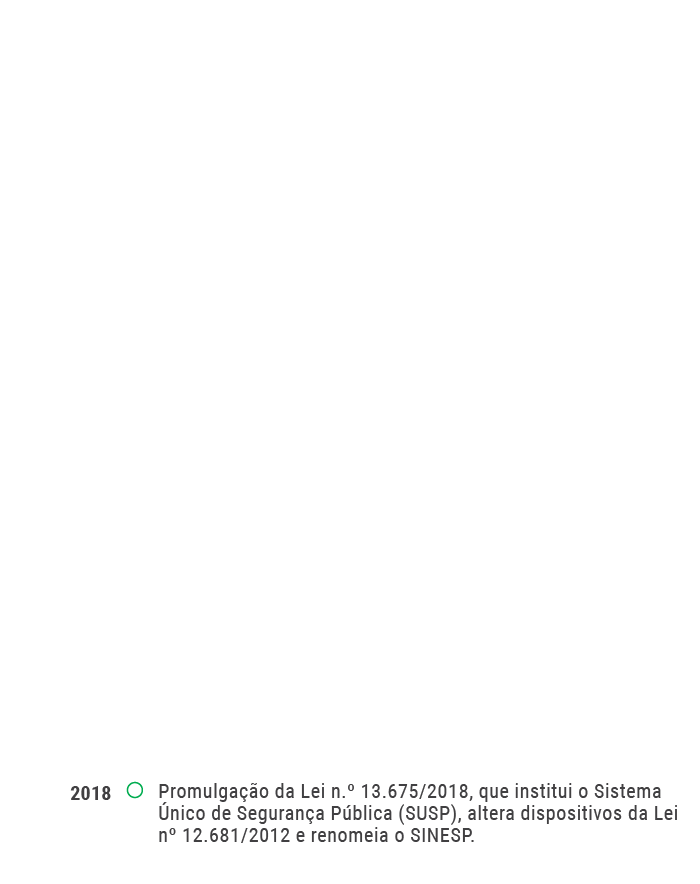 2018 Promulgação da Lei n.º 13.675/2018, que institui o Sistema
Único de Segurança Pública (SUSP), altera dispositivos da Lei
nº 12.681/2012 e renomeia o SINESP.